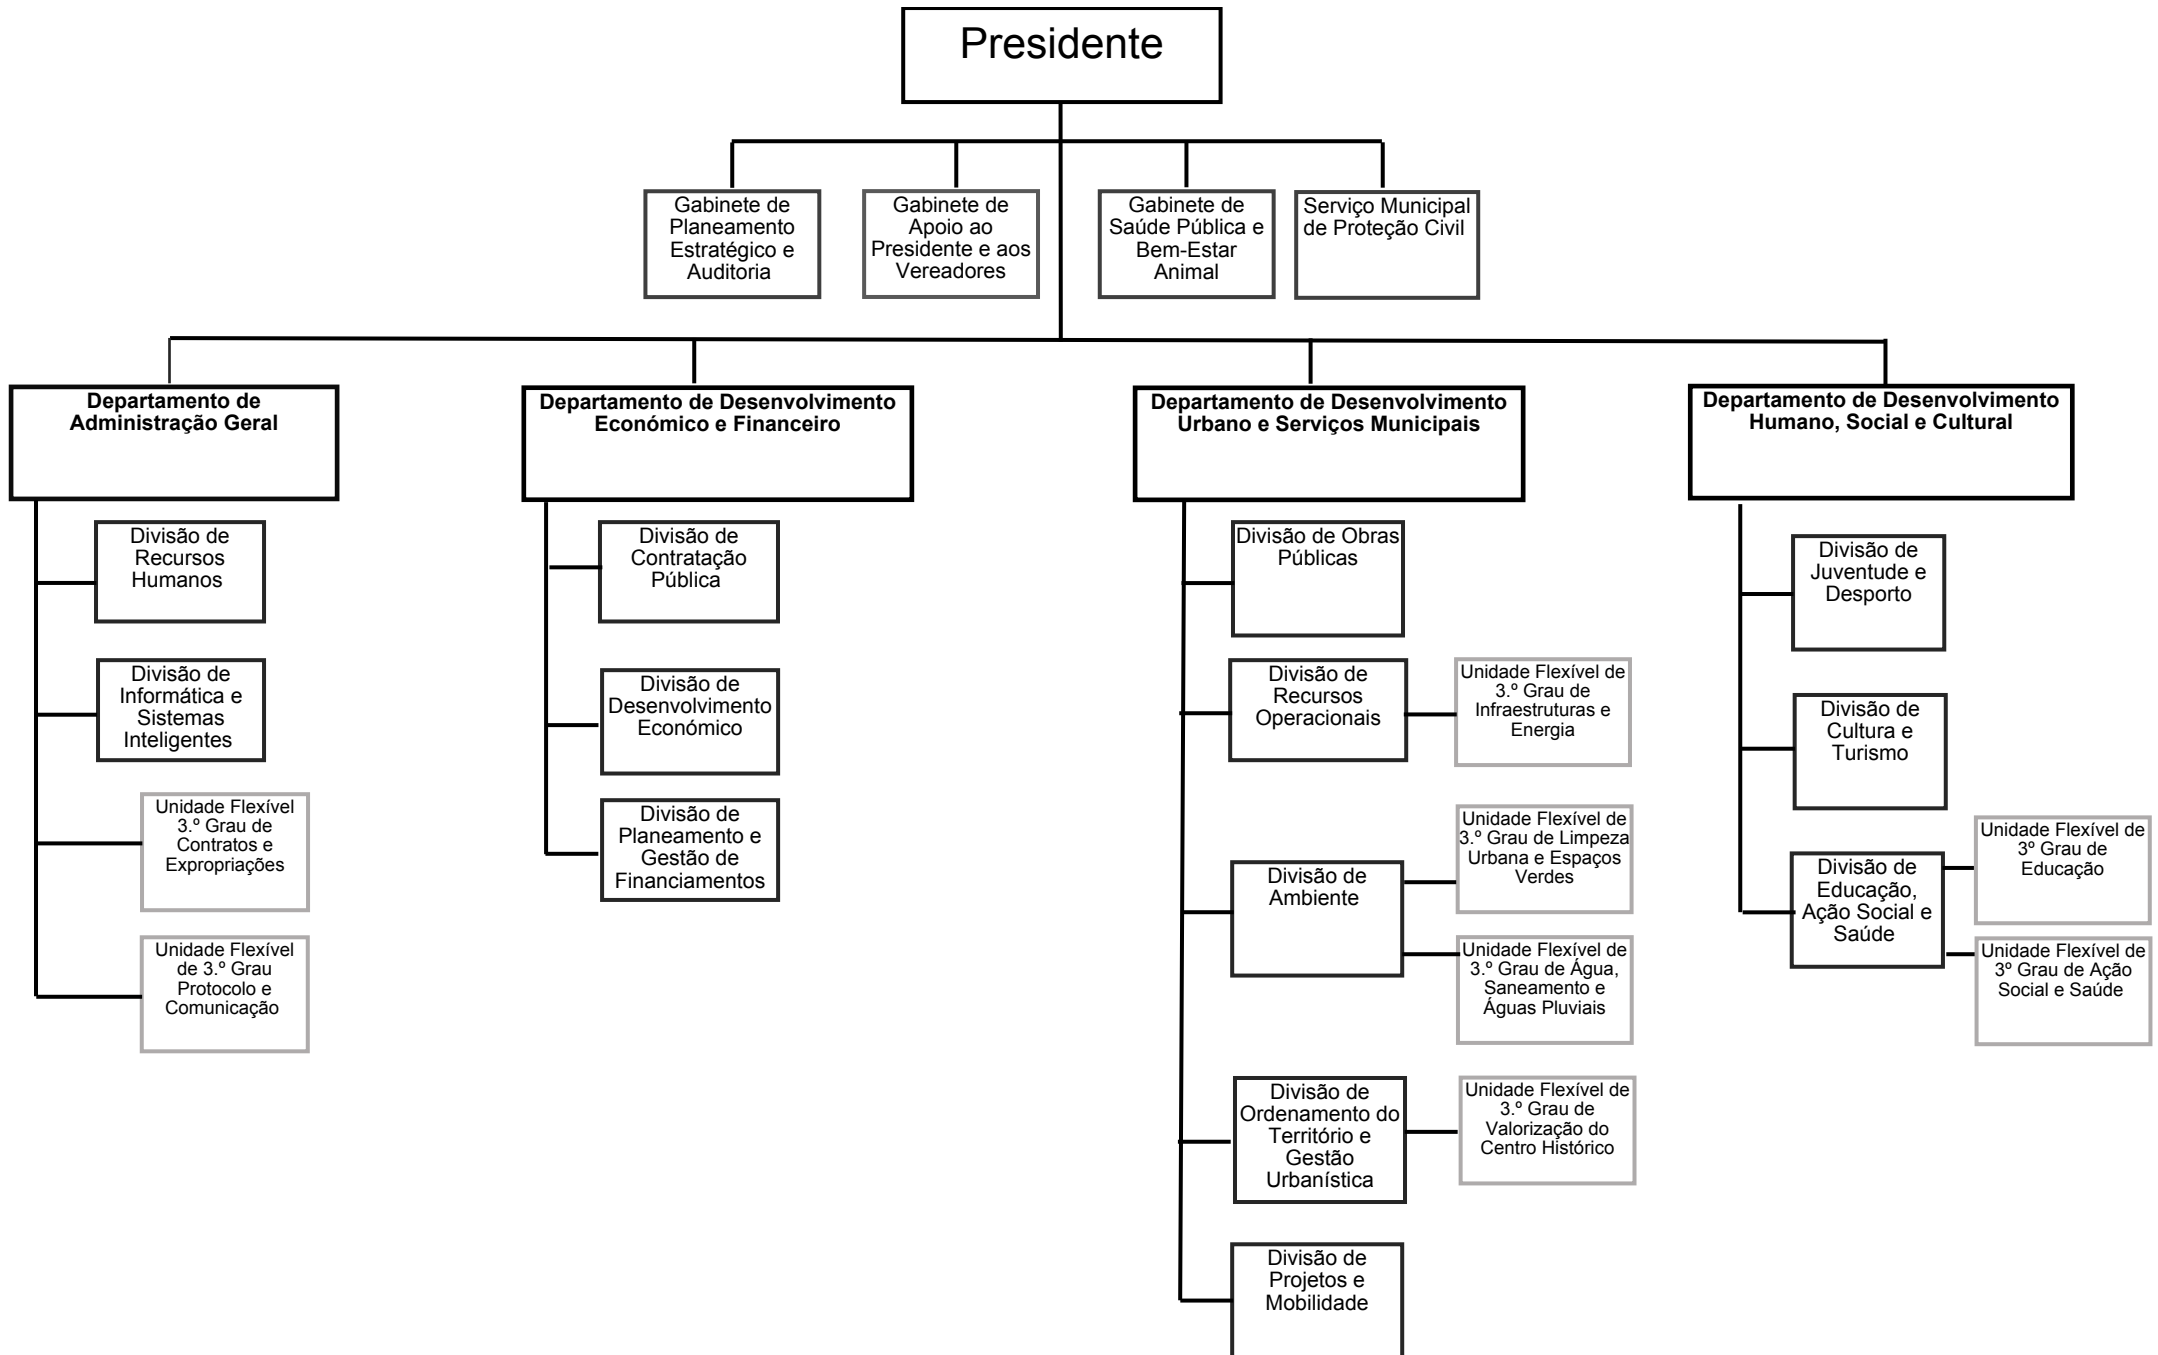 Presidente
Gabinete de
Planeamento
Estratégico e
Auditoria
Gabinete de
Apoio ao
Presidente e aos
Vereadores
Gabinete de
Saúde Pública e
Bem-Estar
Animal
Serviço Municipal
de Proteção Civil
Departamento de
Administração Geral
Departamento de Desenvolvimento
Económico e Financeiro
Departamento de Desenvolvimento
Urbano e Serviços Municipais
Departamento de Desenvolvimento
Humano, Social e Cultural
Divisão de
Recursos
Humanos
Divisão de
Informática e
Sistemas
Inteligentes
Unidade Flexível
3.º Grau de
Contratos e
Expropriações
Unidade Flexível
de 3.º Grau
Protocolo e
Comunicação
Divisão de
Contratação
Pública
Divisão de
Desenvolvimento
Económico
Divisão de
Planeamento e
Gestão de
Financiamentos
Divisão de Obras
Públicas
Divisão de
Recursos
Operacionais
Unidade Flexível de
3.º Grau de
Infraestruturas e
Energia
Divisão de
Ambiente
Unidade Flexível de
3.º Grau de Limpeza
Urbana e Espaços
Verdes
Unidade Flexível de
3.º Grau de Água,
Saneamento e
Águas Pluviais
Divisão de
Ordenamento do
Território e
Gestão
Urbanística
Unidade Flexível de
3.º Grau de
Valorização do
Centro Histórico
Divisão de
Projetos e
Mobilidade
Divisão de
Juventude e
Desporto
Divisão de
Cultura e
Turismo
Divisão de
Educação,
Ação Social e
Saúde
Unidade Flexível de
3º Grau de
Educação
Unidade Flexível de
3º Grau de Ação
Social e Saúde